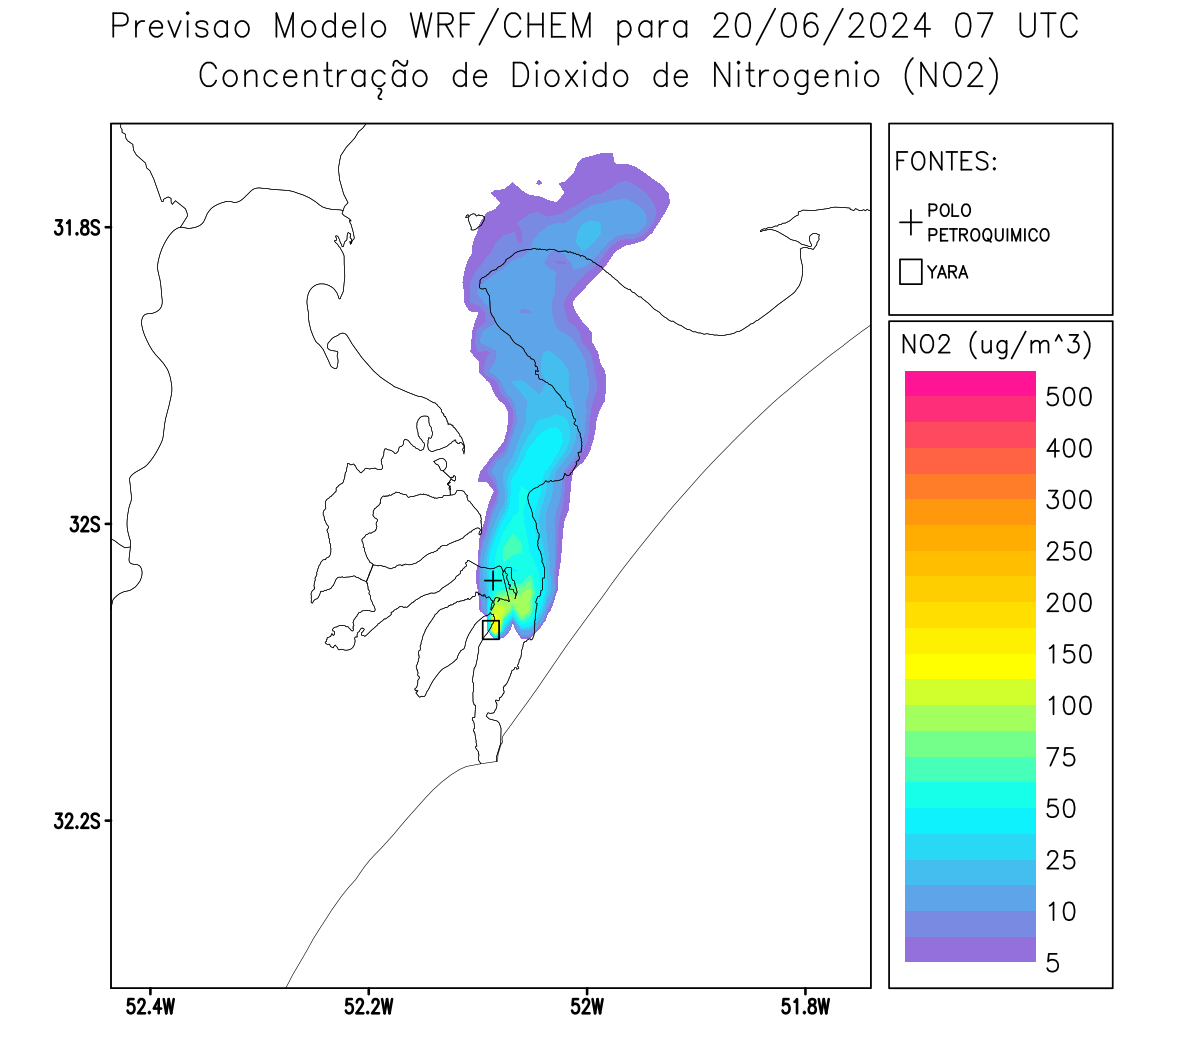 Previsao Modelo WRF/CHEM para 20/06/2024 07 UTC
Concentração de Dioxido de Nitrogenio (NO2)
FONTES:
POLO
PETROQUIMICO
YARA
NO2 (ug/m^3)
500
400
300
250
200
150
100
75
50
25
10
5
31.8S
32S
32.2S
52.4W
52.2W
52W
51.8W